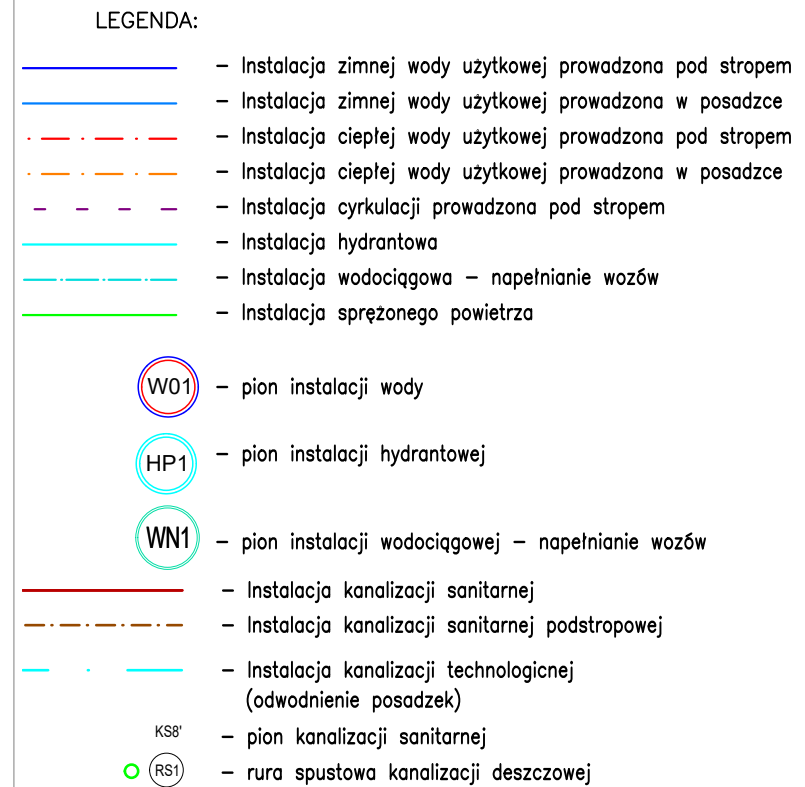 LEGENDA:
– Instalacja zimnej wody użytkowej prowadzona pod stropem
– Instalacja zimnej wody użytkowej prowadzona w posadzce
– Instalacja ciepłej wody użytkowej prowadzona pod stropem
– Instalacja ciepłej wody użytkowej prowadzona w posadzce
– Instalacja cyrkulacji prowadzona pod stropem
– Instalacja hydrantowa
– Instalacja wodociągowa – napełnianie wozów
– Instalacja sprężonego powietrza
W01 – pion instalacji wody
HP1 – pion instalacji hydrantowej
WN1 – pion instalacji wodociągowej – napełnianie wozów
– Instalacja kanalizacji sanitarnej
– Instalacja kanalizacji sanitarnej podstropowej
– Instalacja kanalizacji technologicnej
(odwodnienie posadzek)
KS8' – pion kanalizacji sanitarnej
RS1 – rura spustowa kanalizacji deszczowej